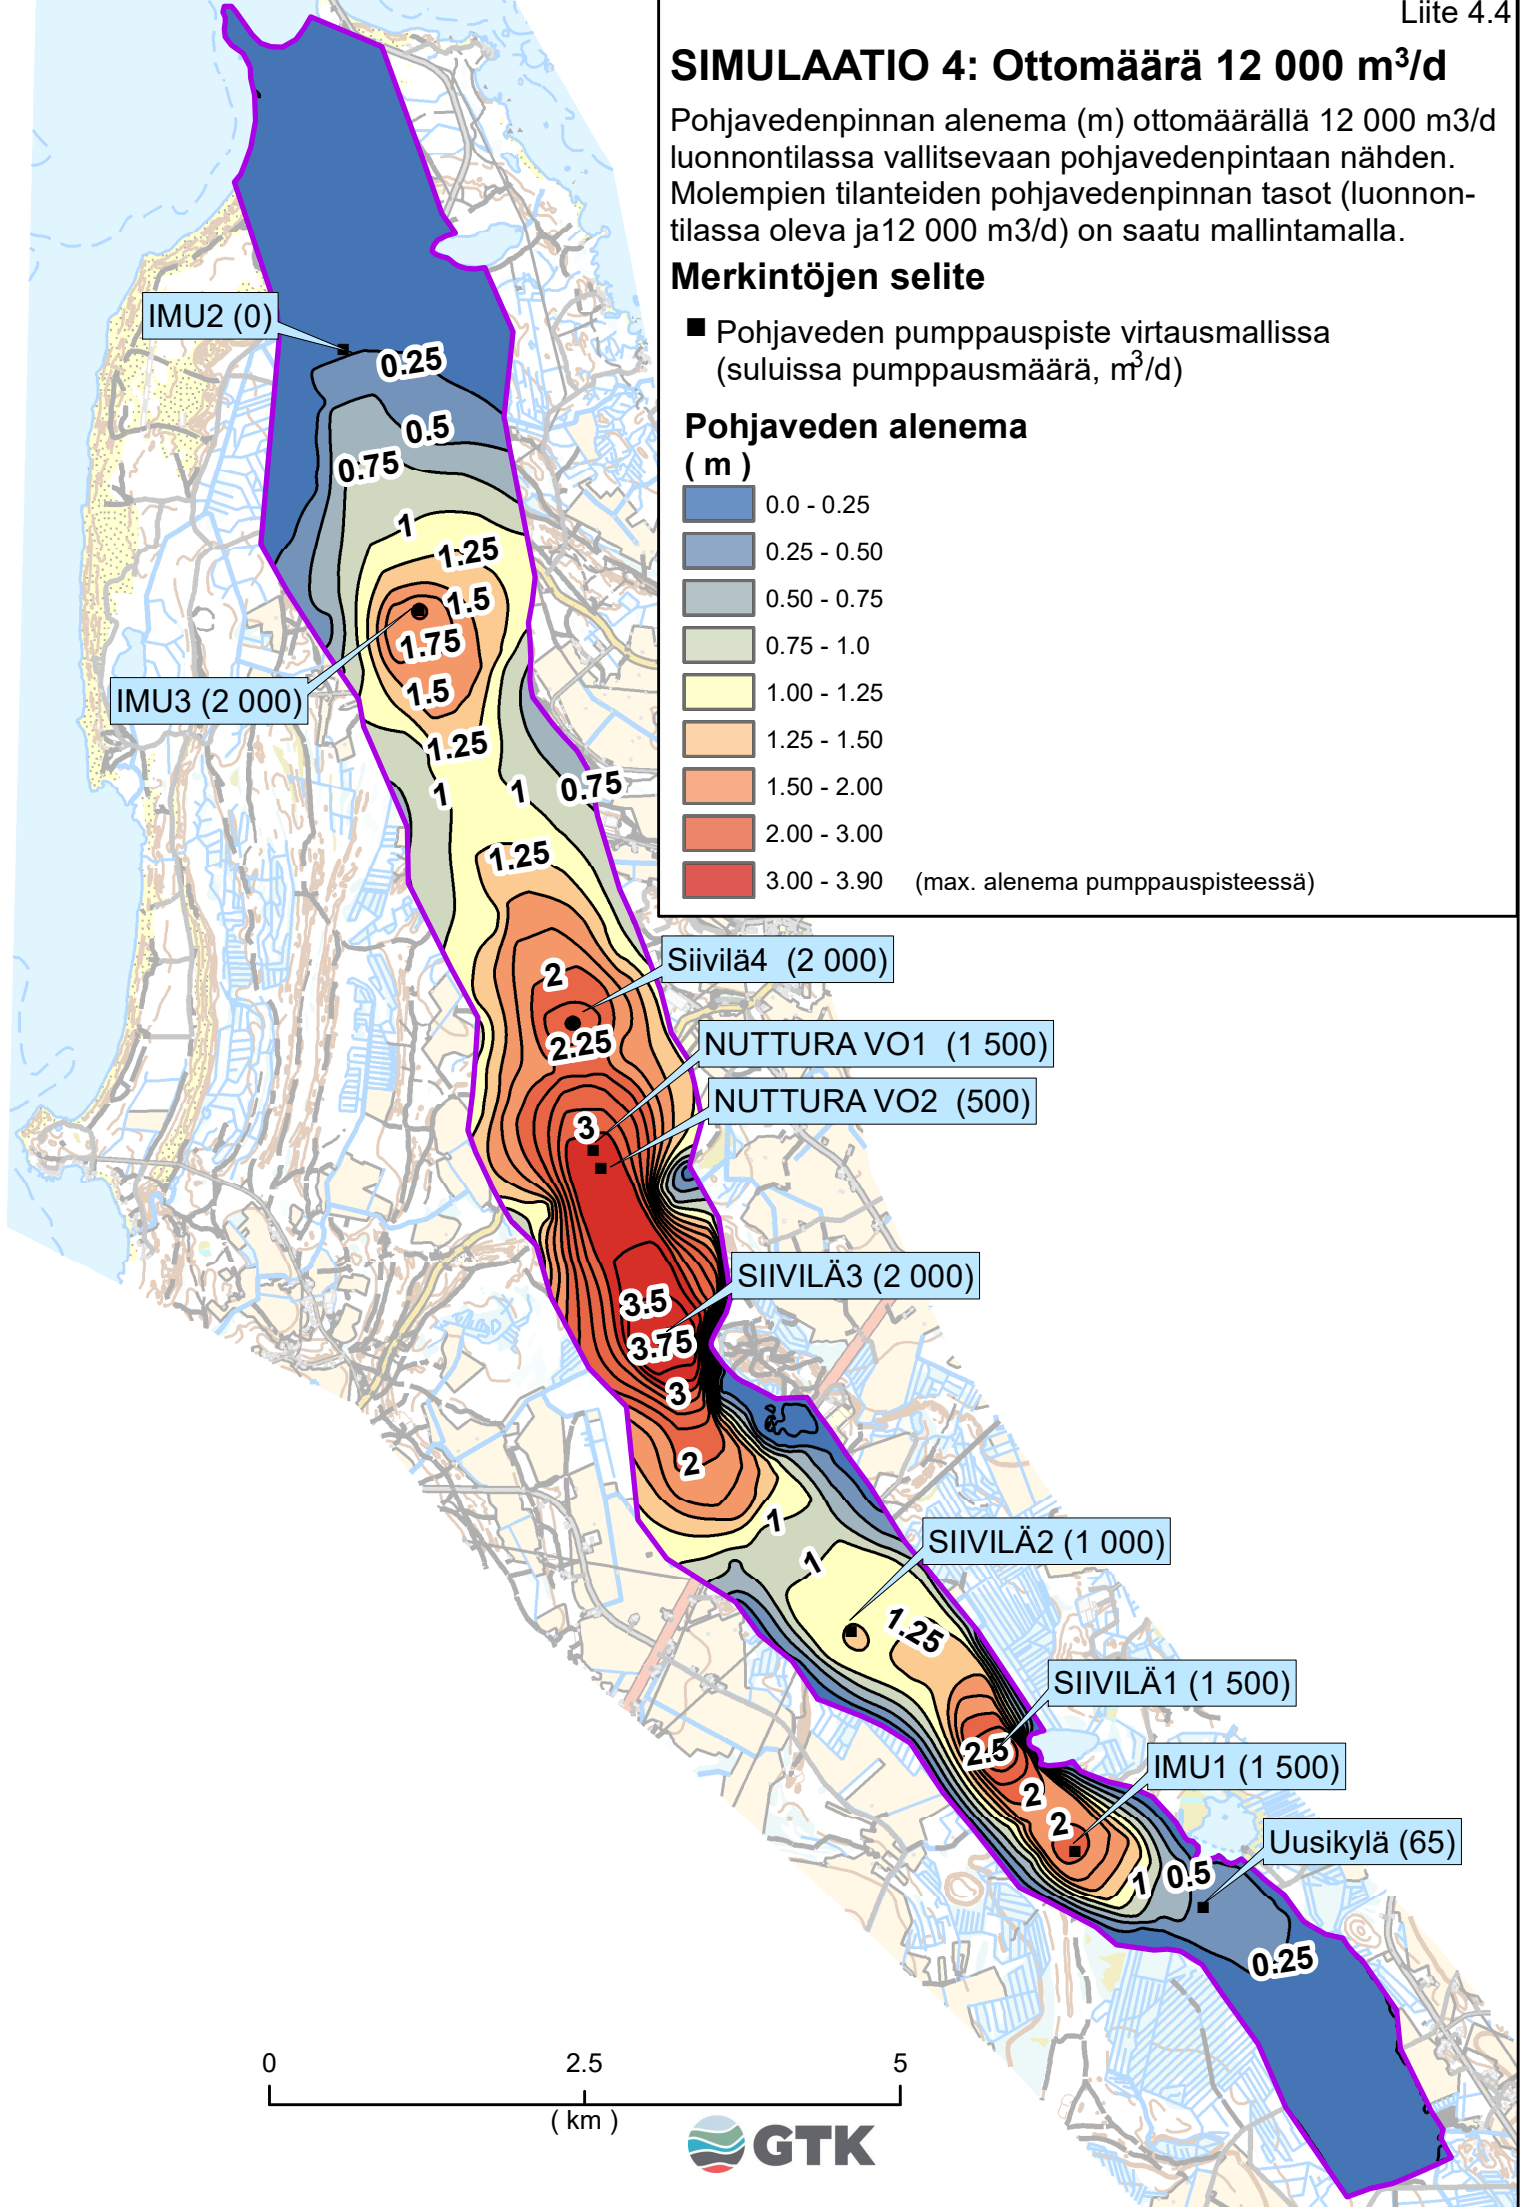 Liite 4.4
SIMULAATIO 4: Ottomäärä 12 000 m³/d
Pohjavedenpinnan alenema (m) ottomäärällä 12 000 m3/d
luonnontilassa vallitsevaan pohjavedenpintaan nähden.
Molempien tilanteiden pohjavedenpinnan tasot (luonnon-
tilassa oleva ja12 000 m3/d) on saatu mallintamalla.
Merkintöjen selite
Pohjaveden pumppauspiste virtausmallissa
(suluissa pumppausmäärä, m³/d)
Pohjaveden alenema
( m )
0.0 - 0.25
0.25 - 0.50
0.50 - 0.75
0.75 - 1.0
1.00 - 1.25
1.25 - 1.50
1.50 - 2.00
2.00 - 3.00
3.00 - 3.90 (max. alenema pumppauspisteessä)
IMU2 (0)
0.25
0.5
0.75
1
1.25
1.5
1.75
1.5
IMU3 (2 000)
1.25
1
1
0.75
1.25
Siivilä4 (2 000)
2
2.25
NUTTURA VO1 (1 500)
NUTTURA VO2 (500)
3
SIIVILÄ3 (2 000)
3.5
3.75
3
2
1
1
SIIVILÄ2 (1 000)
1.25
SIIVILÄ1 (1 500)
2.5
IMU1 (1 500)
2
2
Uusikylä (65)
1
0.5
0.25
0
2.5
5
( km )
GTK